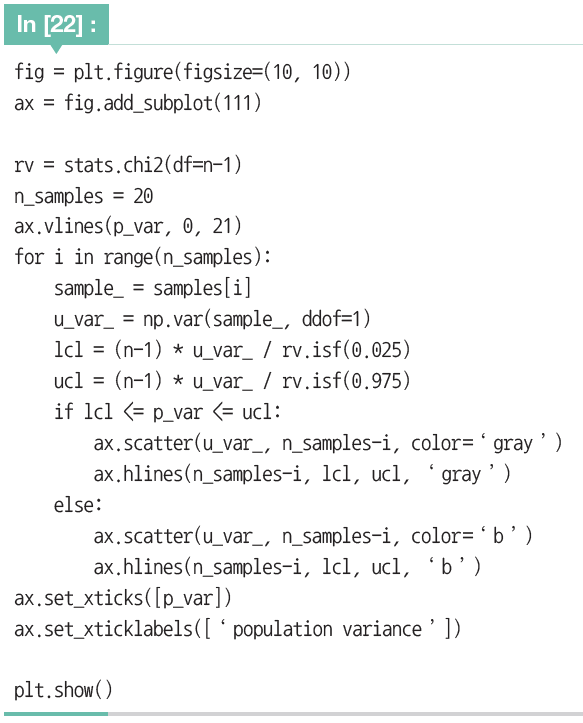 In [22] :
fig = plt.figure(figsize=(10, 10))
ax = fig.add_subplot(111)
rv = stats.chi2(df=n-1)
n_samples = 20
ax.vlines(p_var, 0, 21)
for i in range(n_samples):
    sample_ = samples[i]
    u_var_ = np.var(sample_, ddof=1)
    lcl = (n-1) * u_var_ / rv.isf(0.025)
    ucl = (n-1) * u_var_ / rv.isf(0.975)
    if lcl <= p_var <= ucl:
        ax.scatter(u_var_, n_samples-i, color=‘gray’)
        ax.hlines(n_samples-i, lcl, ucl, ‘gray’)
    else:
        ax.scatter(u_var_, n_samples-i, color=‘b’)
        ax.hlines(n_samples-i, lcl, ucl, ‘b’)
ax.set_xticks([p_var])
ax.set_xticklabels([‘population variance’])
plt.show()